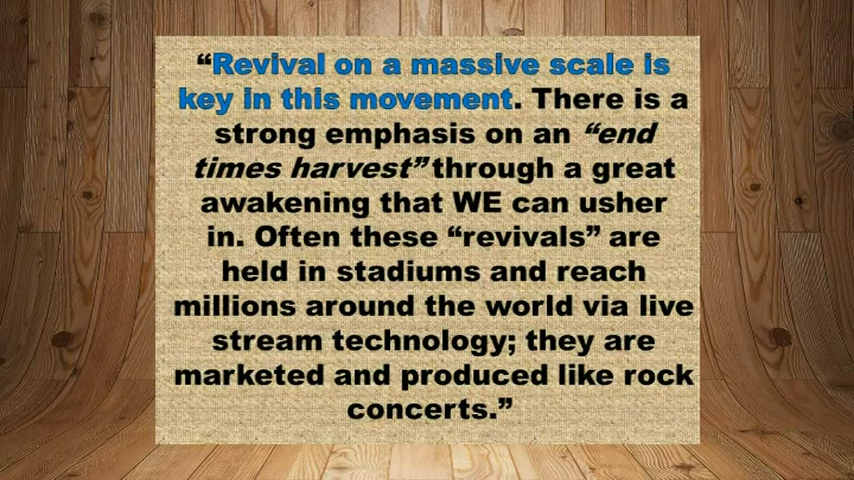 “Revival on a massive scale is
key in this movement. There is a
strong emphasis on an “end
times harvest” through a great
awakening that WE can usher
in. Often these “revivals” are
held in stadiums and reach
millions around the world via live
stream technology; they are
marketed and produced like rock
concerts.”